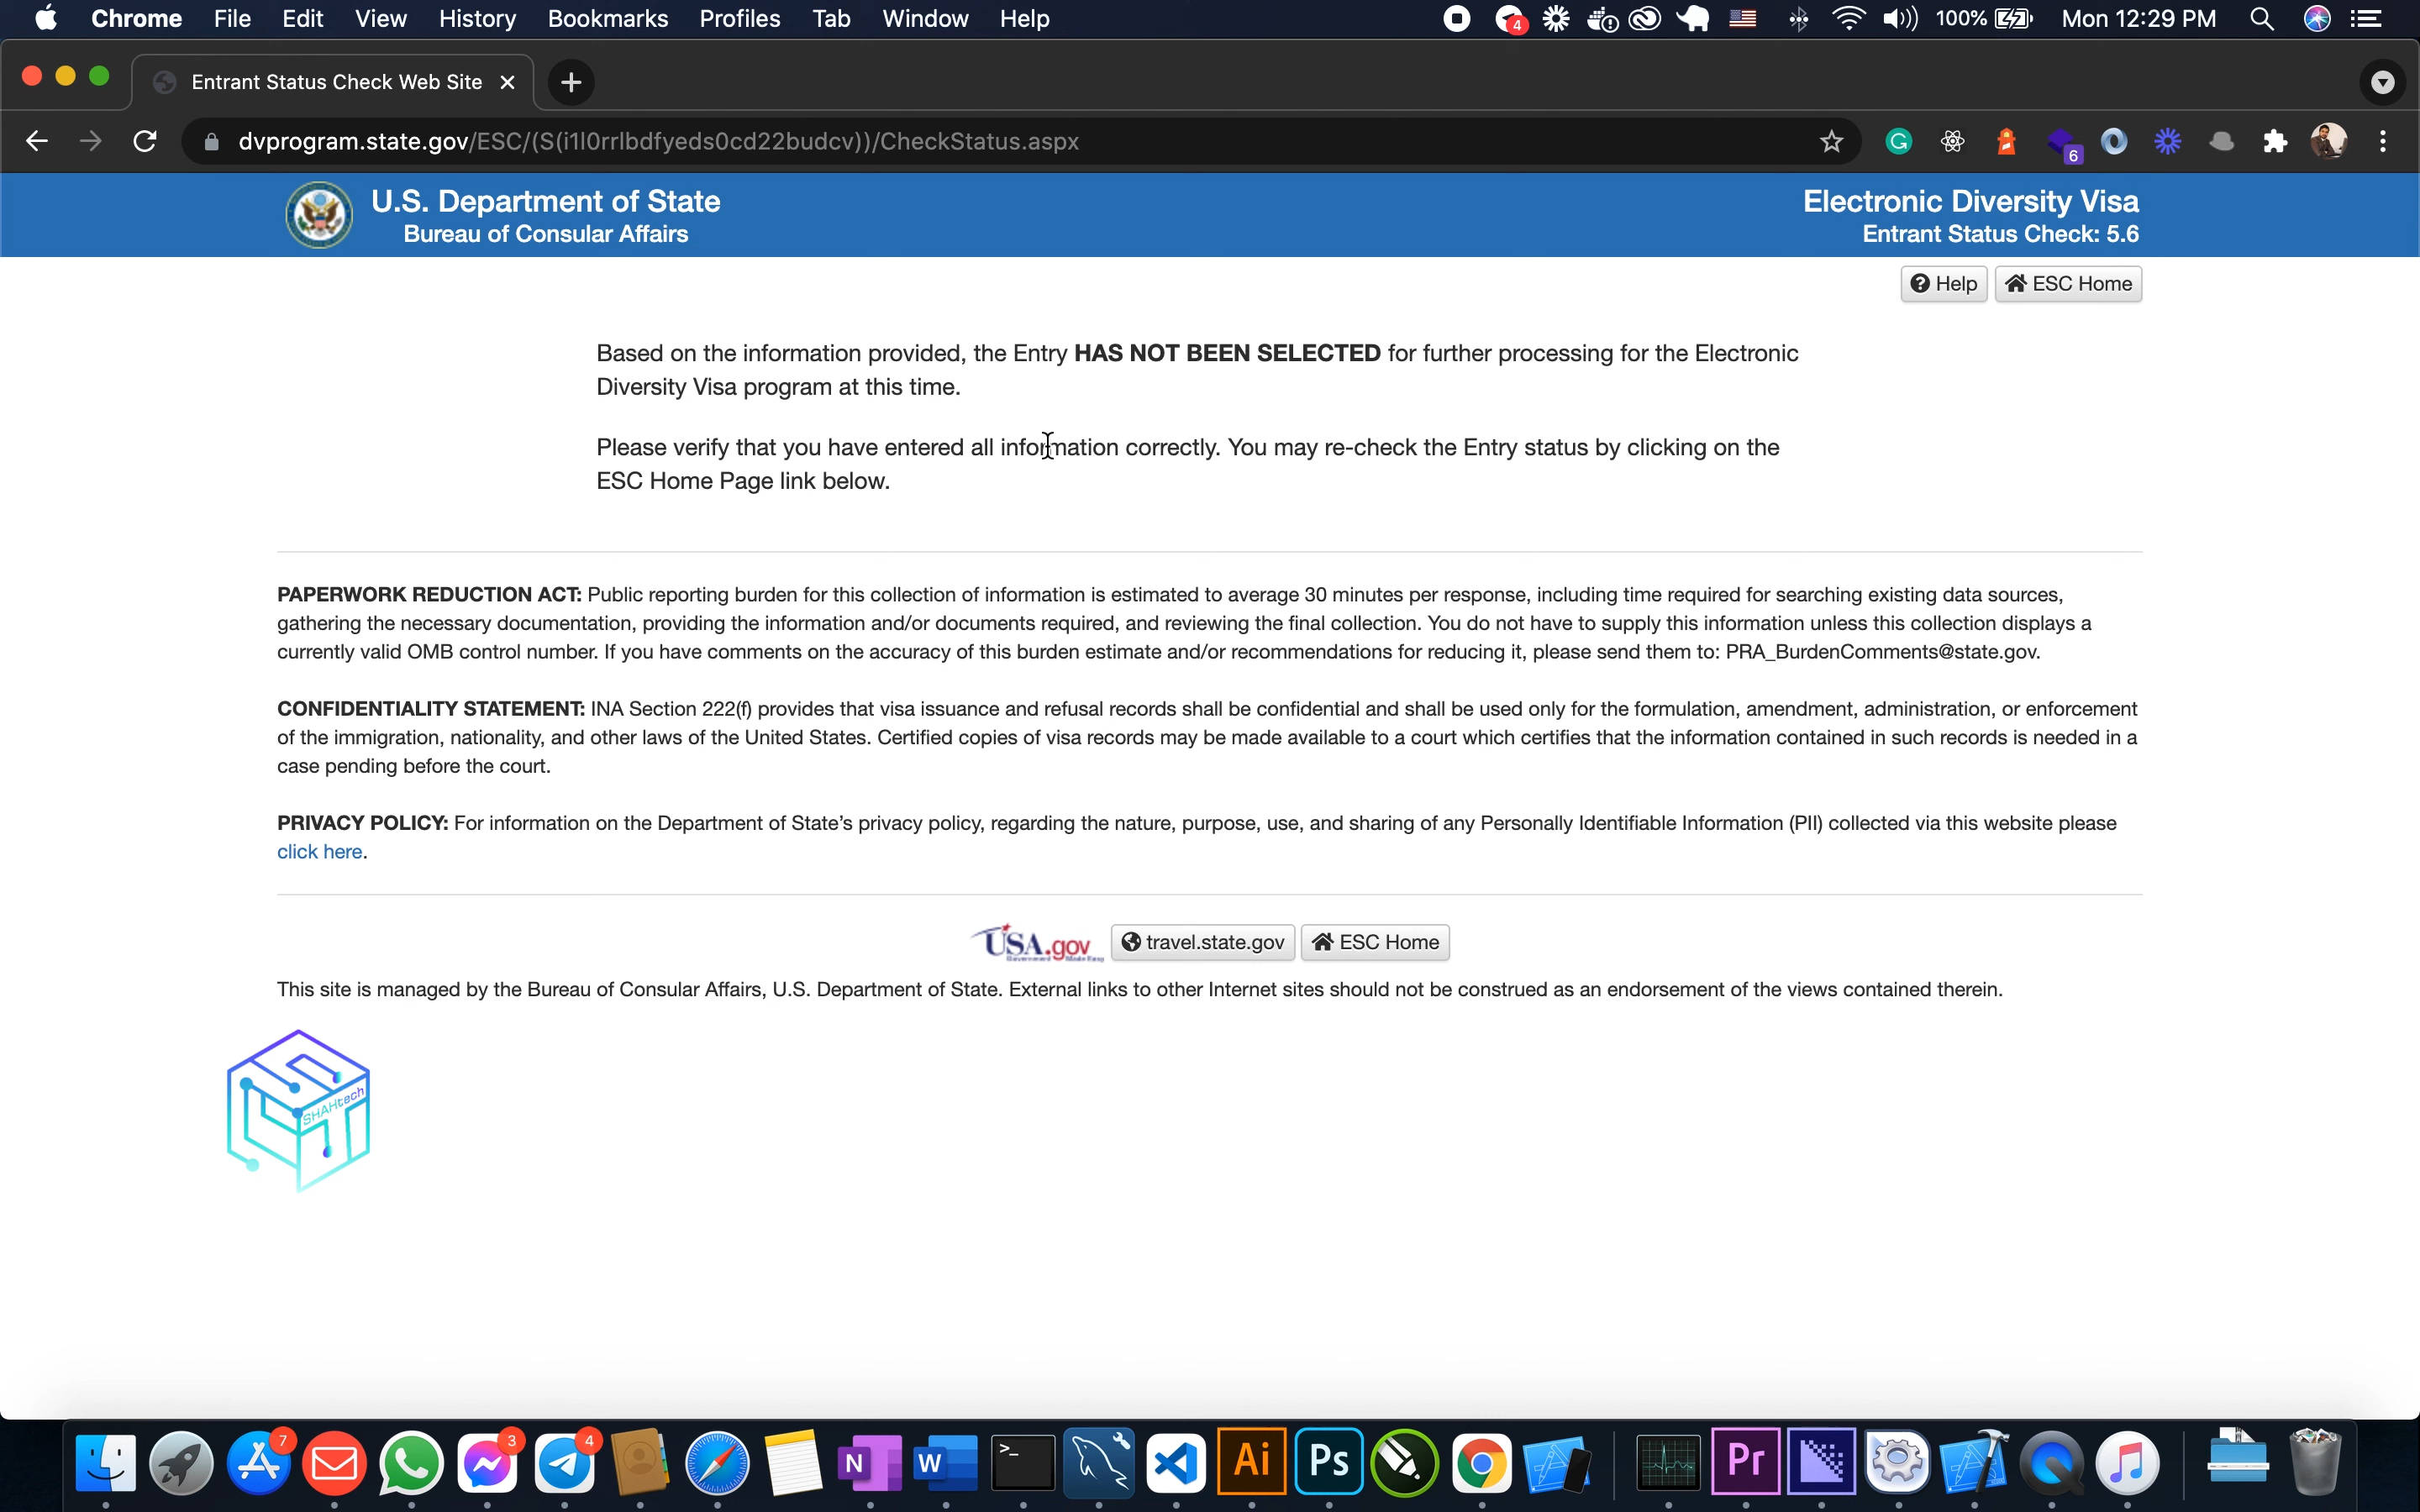 Chrome File Edit View History Bookmarks Profiles Tab Window Help 4 100% Mon 12:29 PM
Entrant Status Check Web Site
dvprogram.state.gov/ESC/(S(i1l0rrlbdfyeds0cd22budcv))/CheckStatus.aspx 6
U.S. Department of State
Bureau of Consular Affairs
Electronic Diversity Visa
Entrant Status Check: 5.6
Help ESC Home
Based on the information provided, the Entry HAS NOT BEEN SELECTED for further processing for the Electronic
Diversity Visa program at this time.
Please verify that you have entered all information correctly. You may re-check the Entry status by clicking on the
ESC Home Page link below.
PAPERWORK REDUCTION ACT: Public reporting burden for this collection of information is estimated to average 30 minutes per response, including time required for searching existing data sources,
gathering the necessary documentation, providing the information and/or documents required, and reviewing the final collection. You do not have to supply this information unless this collection displays a
currently valid OMB control number. If you have comments on the accuracy of this burden estimate and/or recommendations for reducing it, please send them to: PRA_BurdenComments@state.gov.
CONFIDENTIALITY STATEMENT: INA Section 222(f) provides that visa issuance and refusal records shall be confidential and shall be used only for the formulation, amendment, administration, or enforcement
of the immigration, nationality, and other laws of the United States. Certified copies of visa records may be made available to a court which certifies that the information contained in such records is needed in a
case pending before the court.
PRIVACY POLICY: For information on the Department of State's privacy policy, regarding the nature, purpose, use, and sharing of any Personally Identifiable Information (PII) collected via this website please
click here.
USA.gov travel.state.gov ESC Home
This site is managed by the Bureau of Consular Affairs, U.S. Department of State. External links to other Internet sites should not be construed as an endorsement of the views contained therein.
SHAHtech
7 3 4 N W >_ Ai Ps Pr